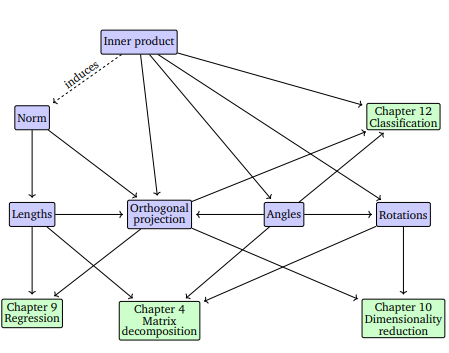 Inner product
induces
Norm
Chapter 12
Classification
Lengths
Orthogonal
projection
Angles
Rotations
Chapter 9
Regression
Chapter 4
Matrix
decomposition
Chapter 10
Dimensionality
reduction